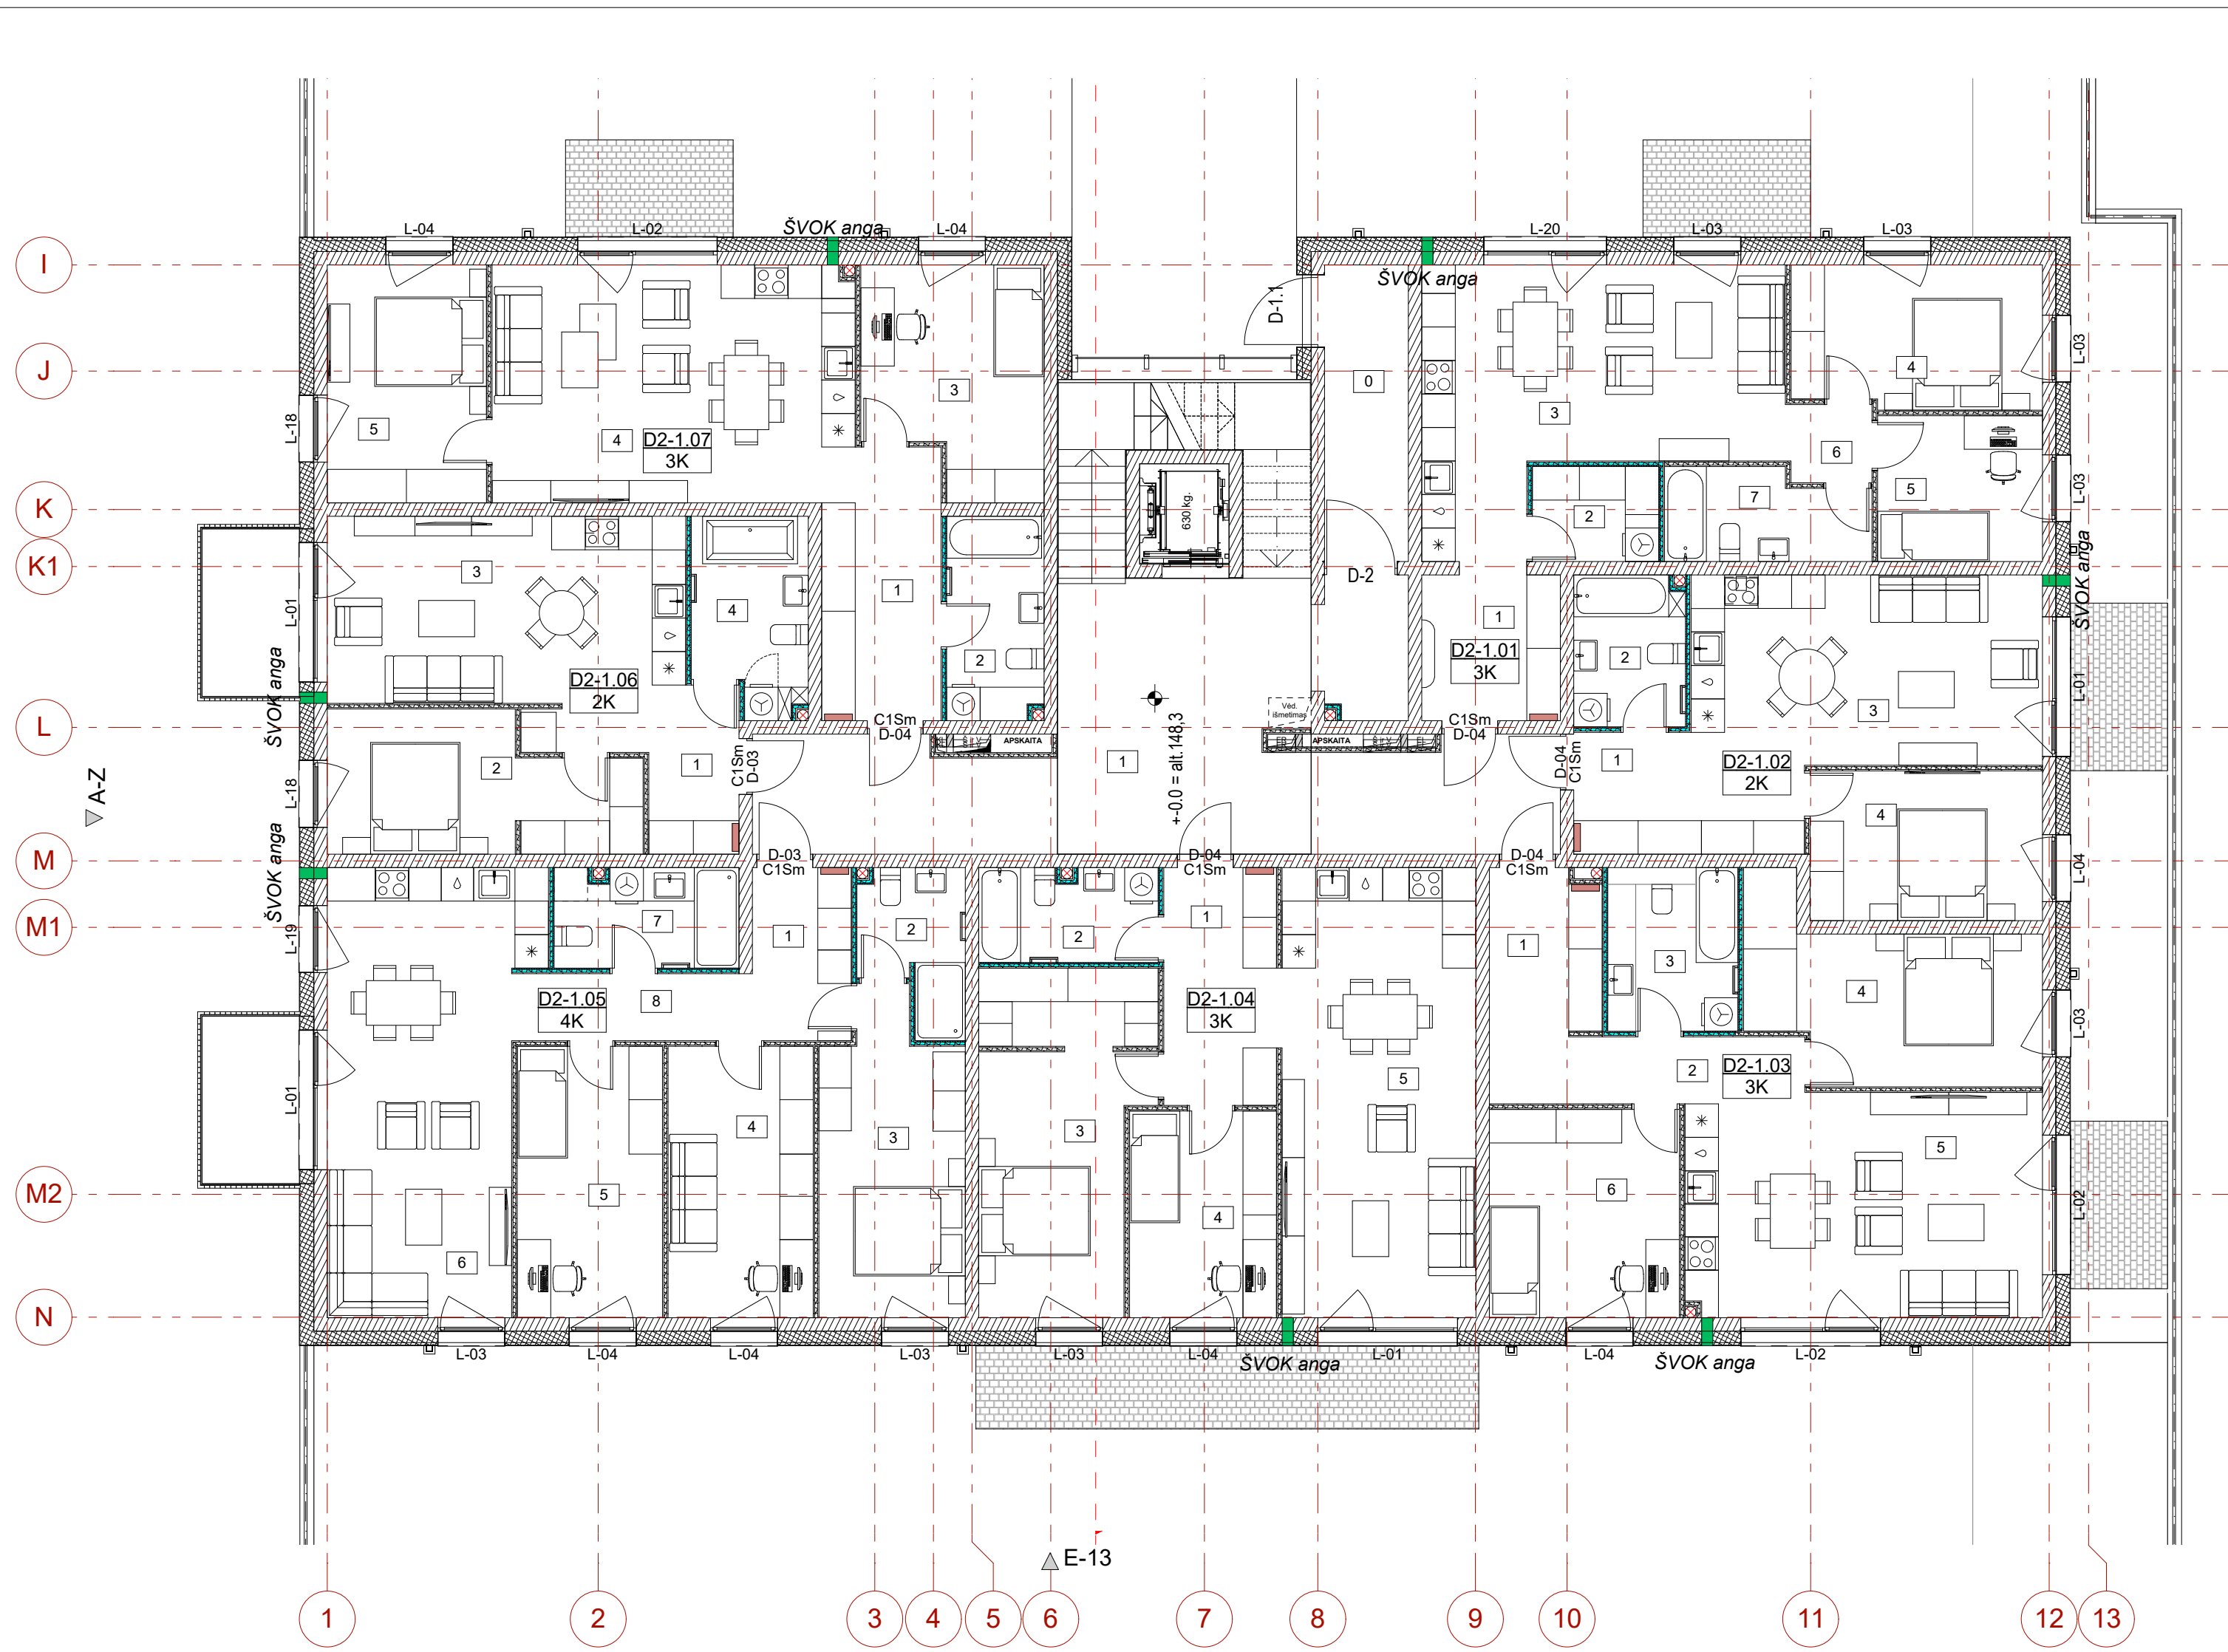 L-04
L-02
ŠVOK anga
L-04
L-20
L-03
L-03
I
ŠVOK anga
D-1.1
J
L-03
0
4
3
3
L-18
5
4
D2-1.07
3K
6
5
L-03
K
630 kg.
2
7
K1
3
D-2
ŠVOK anga
L-01
4
1
1
2
D2-1.01
3K
2
D2-1.06
2K
ŠVOK anga
L-01
3
L
Vėd.
išmetimas
C1Sm
D-04
C1Sm
D-04
APSKAITA
APSKAITA
+-0.0 = alt.148,3
1
2
1
C1Sm
D-03
D-04
C1Sm
1
D2-1.02
2K
A-Z
L-18
4
M
ŠVOK anga
D-03
C1Sm
D-04
C1Sm
D-04
C1Sm
L-04
M1
L-19
7
1
2
2
1
1
3
D2-1.05
4K
8
D2-1.04
3K
4
L-03
L-01
5
2
D2-1.03
3K
4
3
3
5
M2
5
4
6
L-02
6
N
L-03
L-04
L-04
L-03
L-03
L-04
ŠVOK anga
L-01
L-04
ŠVOK anga
L-02
E-13
1
2
3
4
5
6
7
8
9
10
11
12
13